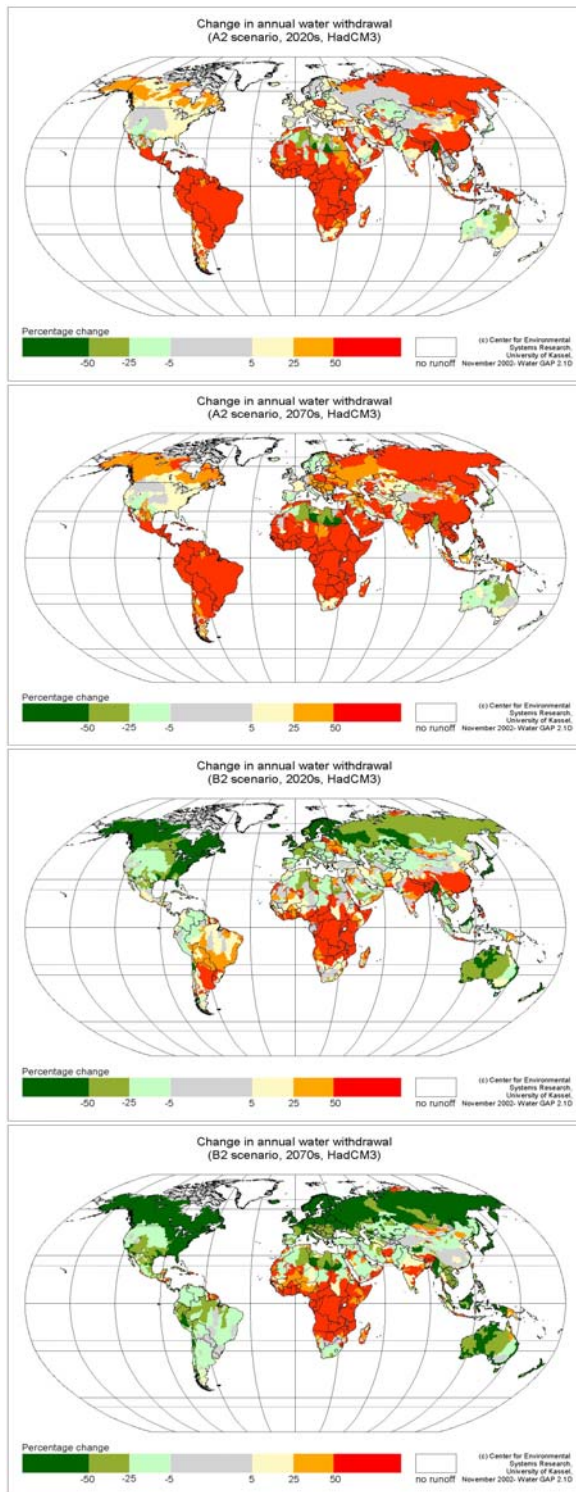 Change in annual water withdrawal
(A2 scenario, 2020s, HadCM3)
Percentage change
-50 -25 -5 5 25 50 no runoff
(c) Center for Environmental
Systems Research,
University of Kassel,
November 2002- Water GAP 2.1D
Change in annual water withdrawal
(A2 scenario, 2070s, HadCM3)
Percentage change
-50 -25 -5 5 25 50 no runoff
(c) Center for Environmental
Systems Research,
University of Kassel,
November 2002- Water GAP 2.1D
Change in annual water withdrawal
(B2 scenario, 2020s, HadCM3)
Percentage change
-50 -25 -5 5 25 50 no runoff
(c) Center for Environmental
Systems Research,
University of Kassel,
November 2002- Water GAP 2.1D
Change in annual water withdrawal
(B2 scenario, 2070s, HadCM3)
Percentage change
-50 -25 -5 5 25 50 no runoff
(c) Center for Environmental
Systems Research,
University of Kassel,
November 2002- Water GAP 2.1D